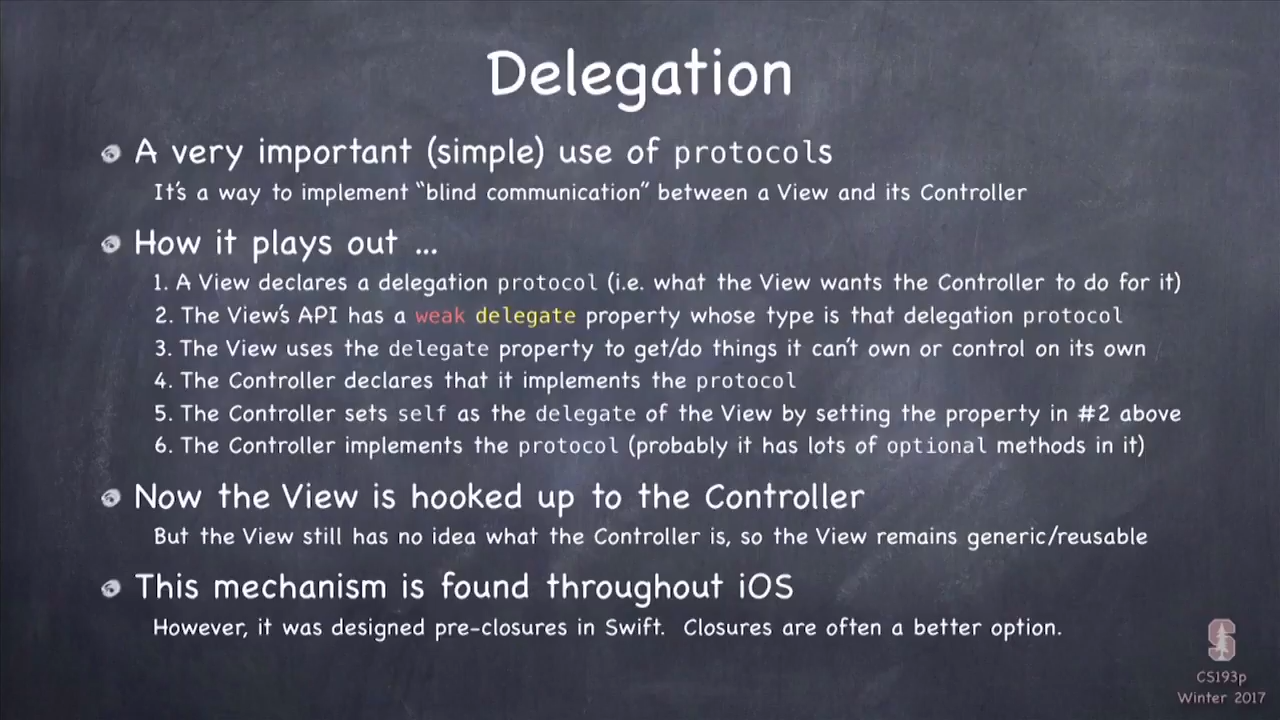 Delegation
A very important (simple) use of protocols
It's a way to implement “blind communication” between a View and its Controller
How it plays out ...
1. A View declares a delegation protocol (i.e. what the View wants the Controller to do for it)
2. The View's API has a weak delegate property whose type is that delegation protocol
3. The View uses the delegate property to get/do things it can't own or control on its own
4. The Controller declares that it implements the protocol
5. The Controller sets self as the delegate of the View by setting the property in #2 above
6. The Controller implements the protocol (probably it has lots of optional methods in it)
Now the View is hooked up to the Controller
But the View still has no idea what the Controller is, so the View remains generic/reusable
This mechanism is found throughout iOS
However, it was designed pre-closures in Swift. Closures are often a better option.
S
CS193p
Winter 2017